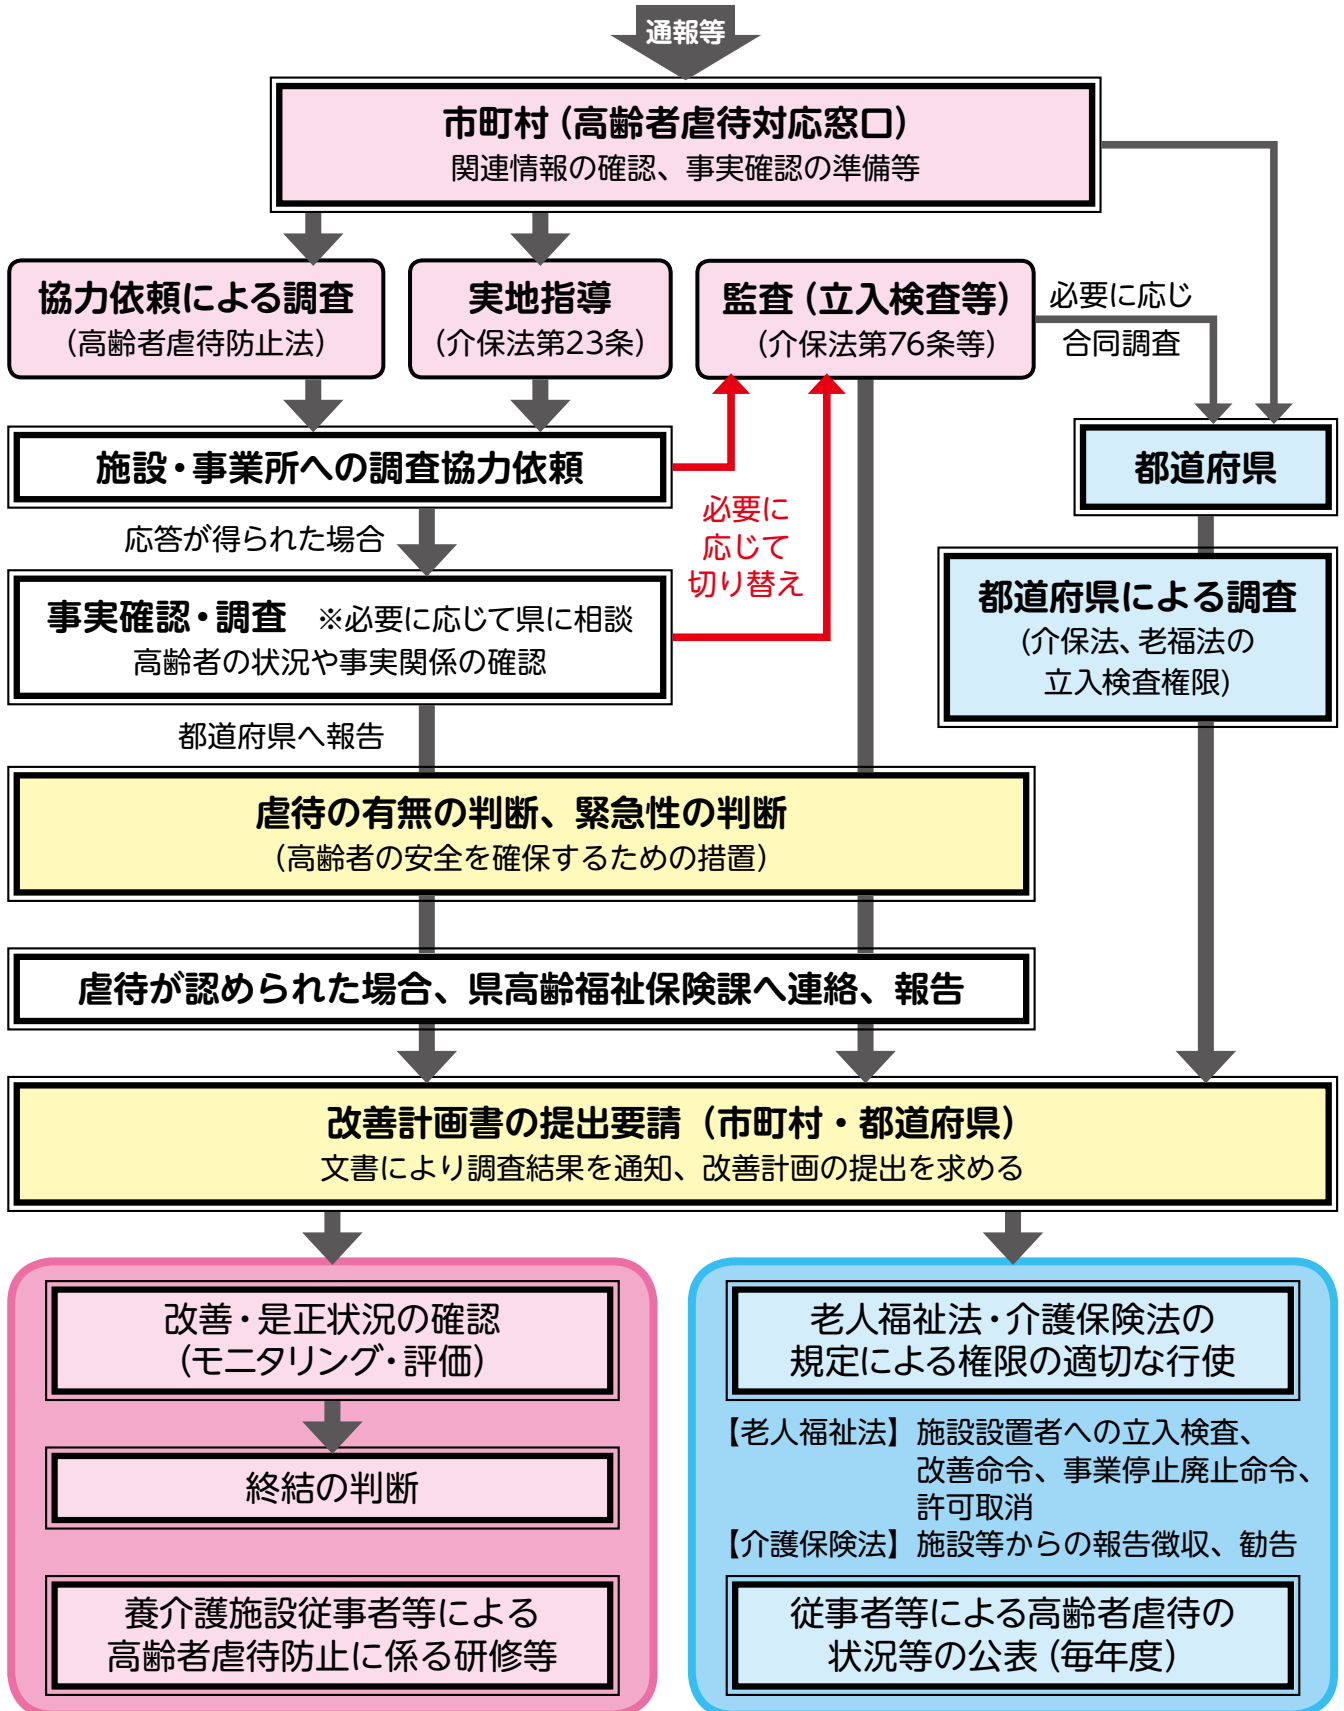 通報等
市町村（高齢者虐待対応窓口）
関連情報の確認、事実確認の準備等
協力依頼による調査
（高齢者虐待防止法）
実地指導
（介保法第23条）
監査（立入検査等）
（介保法第76条等）
必要に応じ
合同調査
施設・事業所への調査協力依頼
都道府県
必要に
応じて
切り替え
応答が得られた場合
事実確認・調査　※必要に応じて県に相談
高齢者の状況や事実関係の確認
都道府県による調査
(介保法、老福法の
立入検査権限)
都道府県へ報告
虐待の有無の判断、緊急性の判断
（高齢者の安全を確保するための措置）
虐待が認められた場合、県高齢福祉保険課へ連絡、報告
改善計画書の提出要請（市町村・都道府県）
文書により調査結果を通知、改善計画の提出を求める
改善・是正状況の確認
（モニタリング・評価）
終結の判断
養介護施設従事者等による
高齢者虐待防止に係る研修等
老人福祉法・介護保険法の
規定による権限の適切な行使
【老人福祉法】施設設置者への立入検査、
改善命令、事業停止廃止命令、
許可取消
【介護保険法】施設等からの報告徴収、勧告
従事者等による高齢者虐待の
状況等の公表（毎年度）